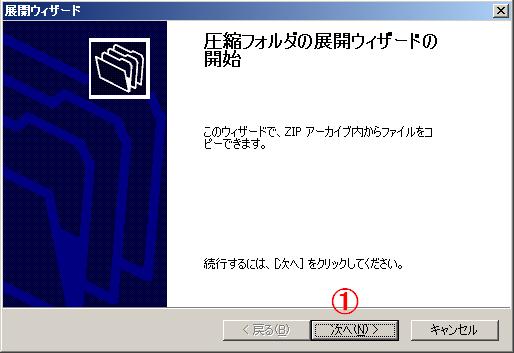 展開ウィザード
圧縮フォルダの展開ウィザードの
開始
このウィザードで、ZIP アーカイブ内からファイルをコ
ピーできます。
続行するには、[次へ] をクリックしてください。
①
< 戻る(B) 次へ(N) > キャンセル